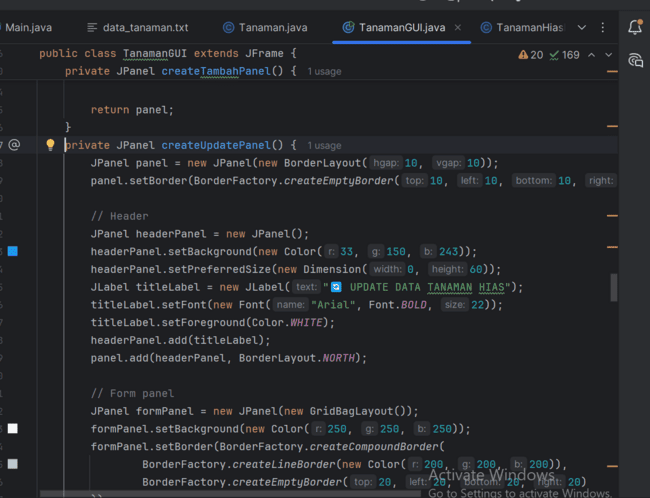 Main.java data_tanaman.txt Tanaman.java TanamanGUI.java TanamanHias
public class TanamanGUI extends JFrame { 20 169
private JPanel createTambahPanel() { 1 usage
return panel;
}
private JPanel createUpdatePanel() { 1 usage
JPanel panel = new JPanel(new BorderLayout( hgap: 10, vgap: 10));
panel.setBorder(BorderFactory.createEmptyBorder( top: 10, left: 10, bottom: 10, right:
// Header
JPanel headerPanel = new JPanel();
headerPanel.setBackground(new Color( r: 33, g: 150, b: 243));
headerPanel.setPreferredSize(new Dimension( width: 0, height: 60));
JLabel titleLabel = new JLabel( text: "🔄 UPDATE DATA TANAMAN HIAS");
titleLabel.setFont(new Font( name: "Arial", Font.BOLD, size: 22));
titleLabel.setForeground(Color.WHITE);
headerPanel.add(titleLabel);
panel.add(headerPanel, BorderLayout.NORTH);
// Form panel
JPanel formPanel = new JPanel(new GridBagLayout());
formPanel.setBackground(new Color( r: 250, g: 250, b: 250));
formPanel.setBorder(BorderFactory.createCompoundBorder(
BorderFactory.createLineBorder(new Color( r: 200, g: 200, b: 200)),
BorderFactory.createEmptyBorder( top: 20, left: 20, bottom: 20, right: 20)
Activate Windows
Go to Settings to activate Windows.